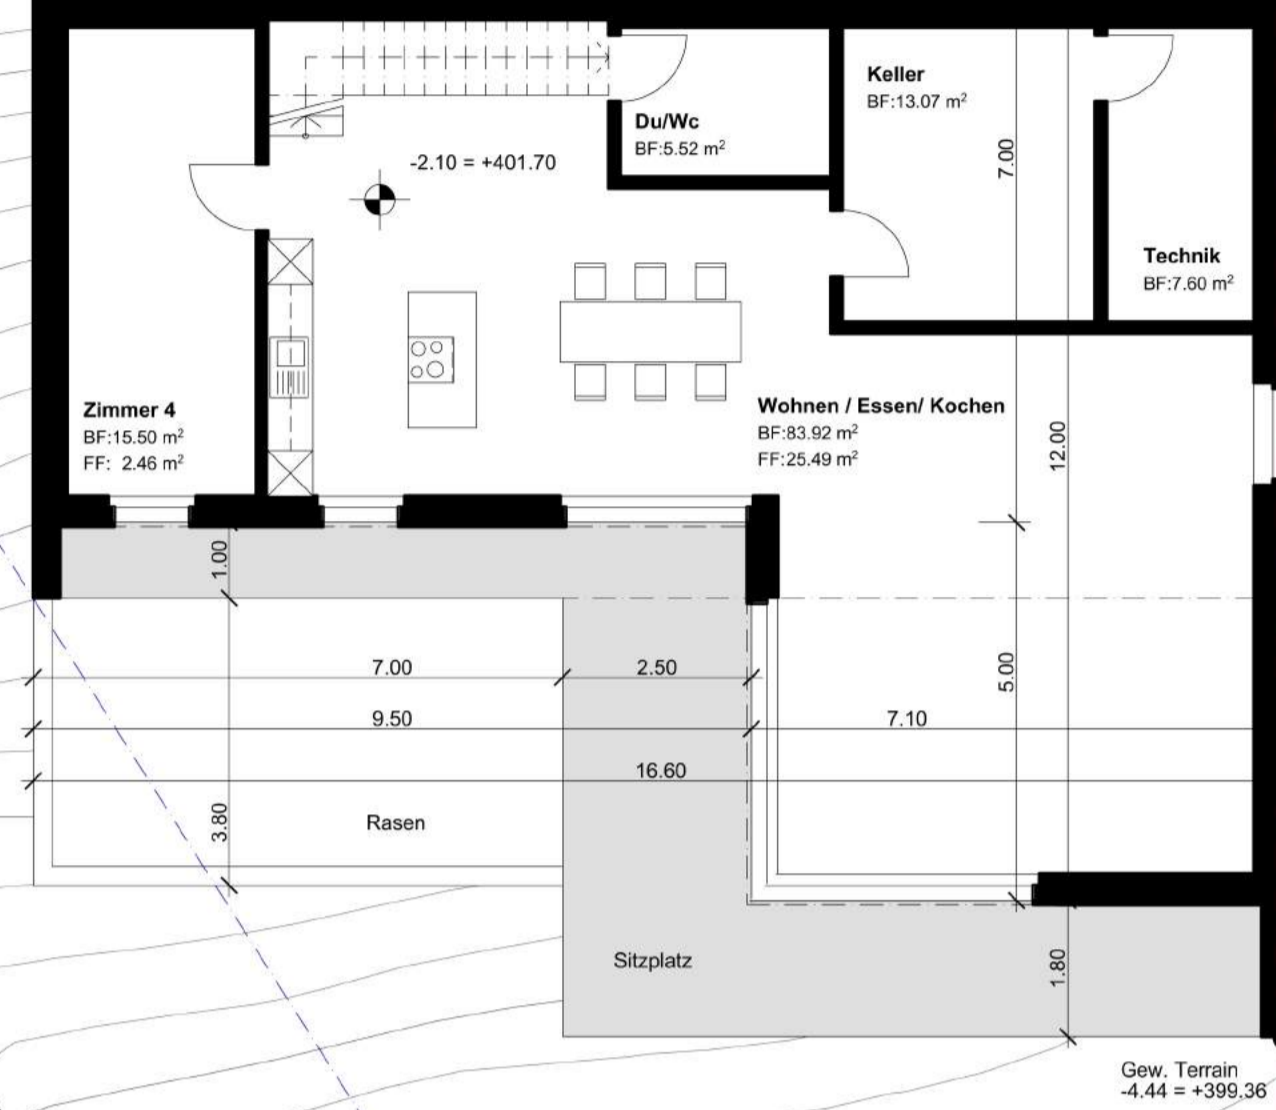 Keller
BF:13.07 m²
Du/Wc
BF:5.52 m²
-2.10 = +401.70
7.00
Technik
BF:7.60 m²
Zimmer 4
BF:15.50 m²
FF: 2.46 m²
Wohnen / Essen/ Kochen
BF:83.92 m²
FF:25.49 m²
12.00
1.00
7.00
2.50
5.00
9.50
7.10
16.60
3.80
Rasen
Sitzplatz
1.80
Gew. Terrain
-4.44 = +399.36